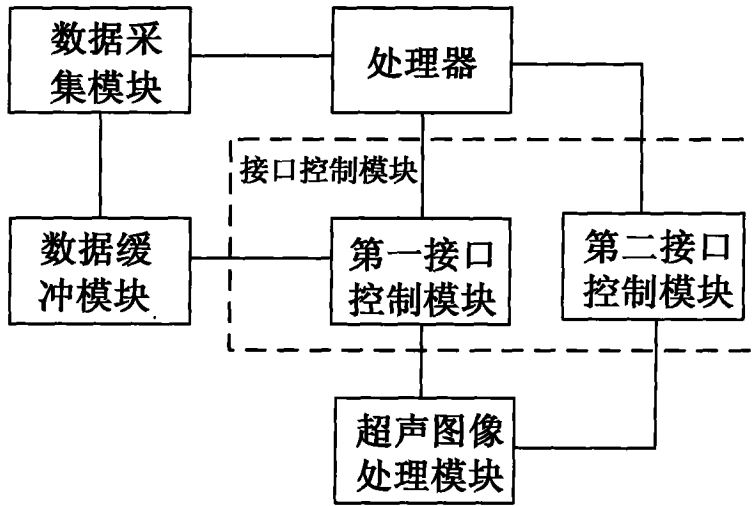 数据采
集模块
处理器
接口控制模块
数据缓
冲模块
第一接口
控制模块
第二接口
控制模块
超声图像
处理模块